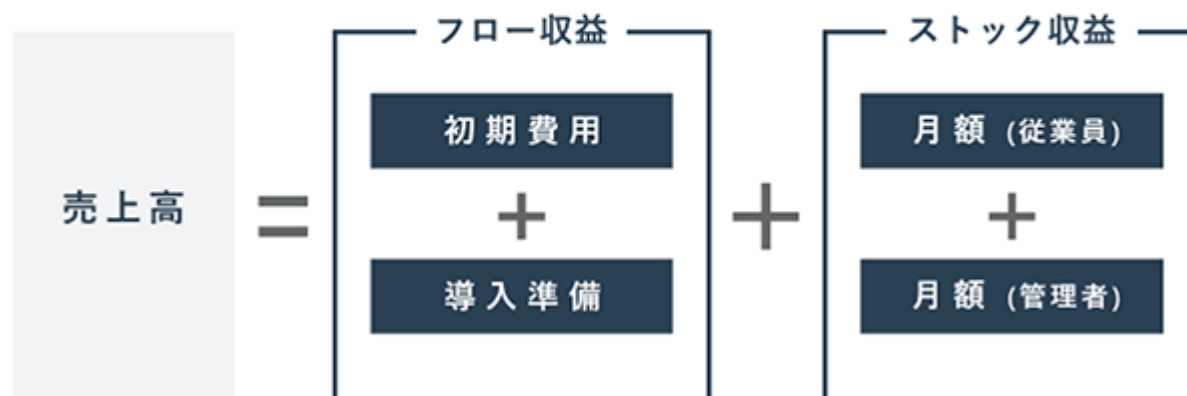 売上高
=
フロー収益
初期費用
+
導入準備
+
ストック収益
月額 (従業員)
+
月額 (管理者)